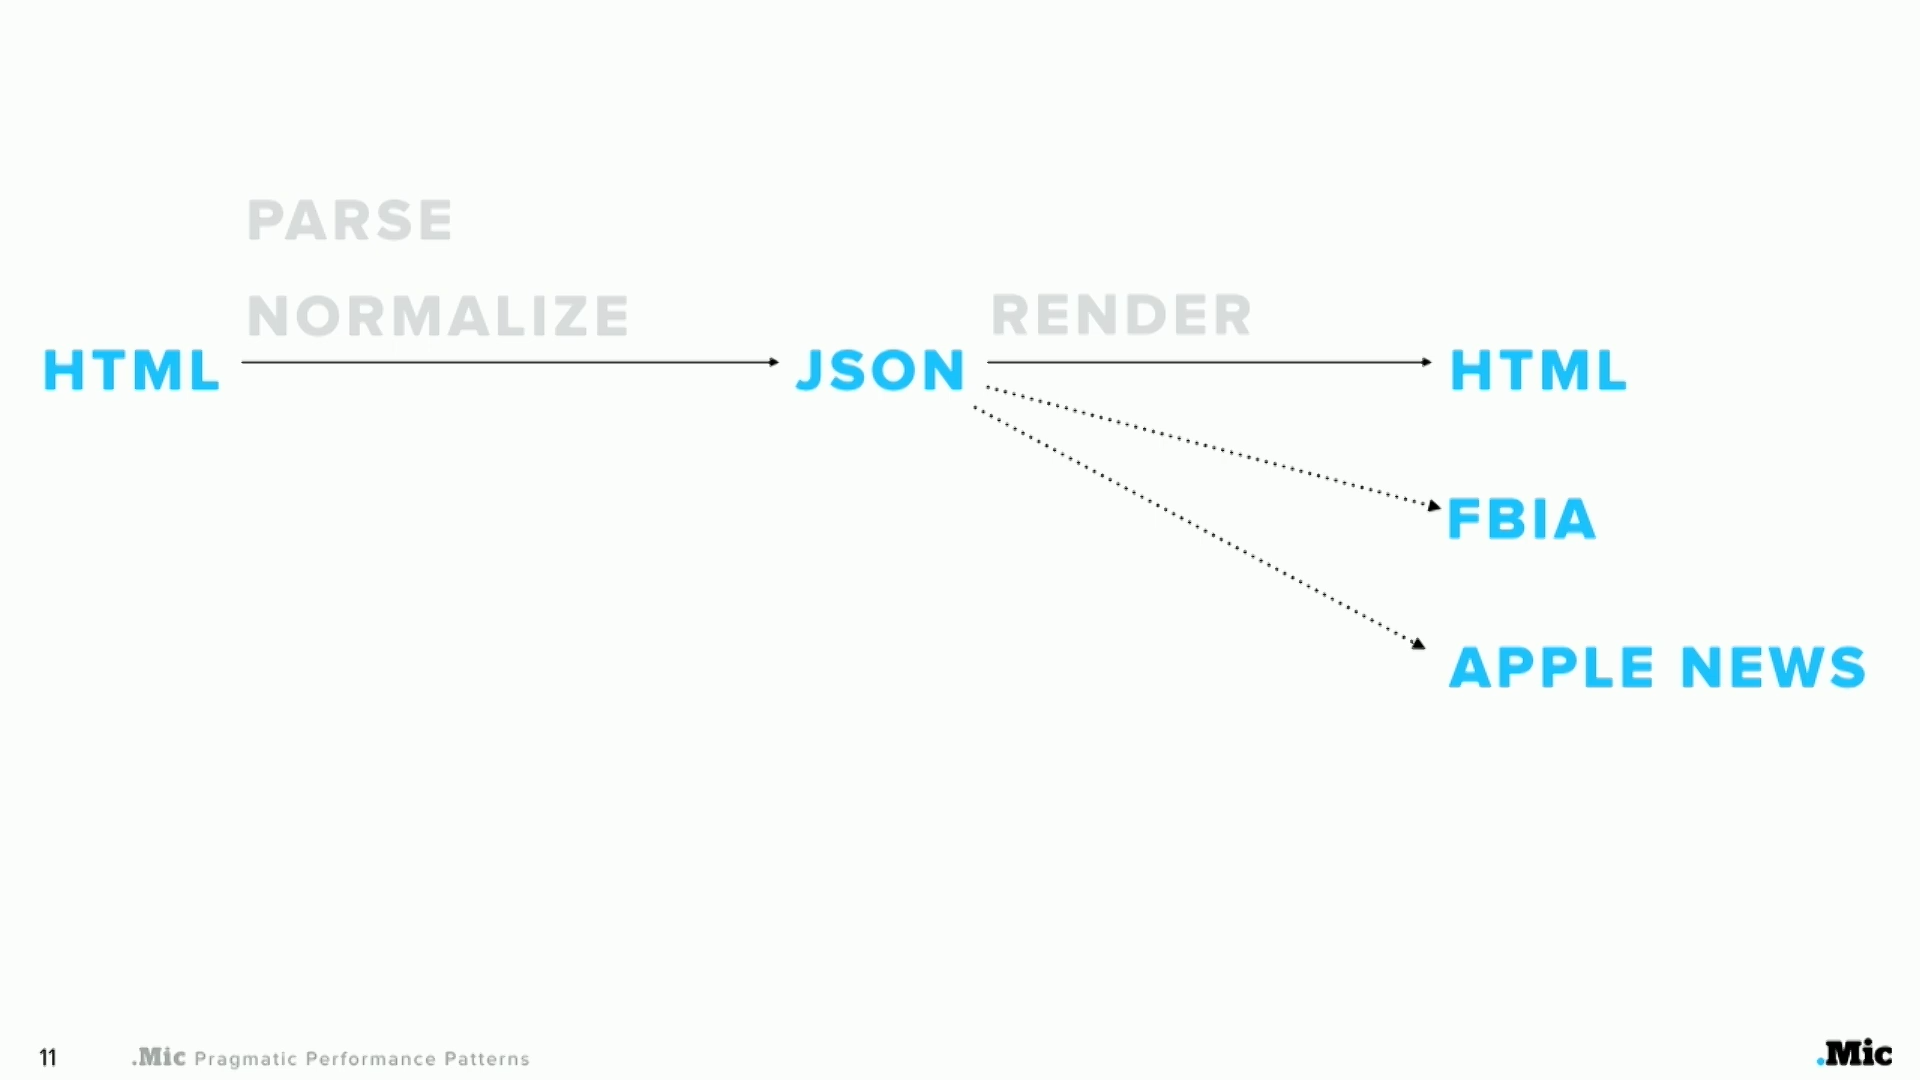 PARSE
NORMALIZE
RENDER
HTML
JSON
HTML
FBIA
APPLE NEWS
11
.Mic Pragmatic Performance Patterns
.Mic